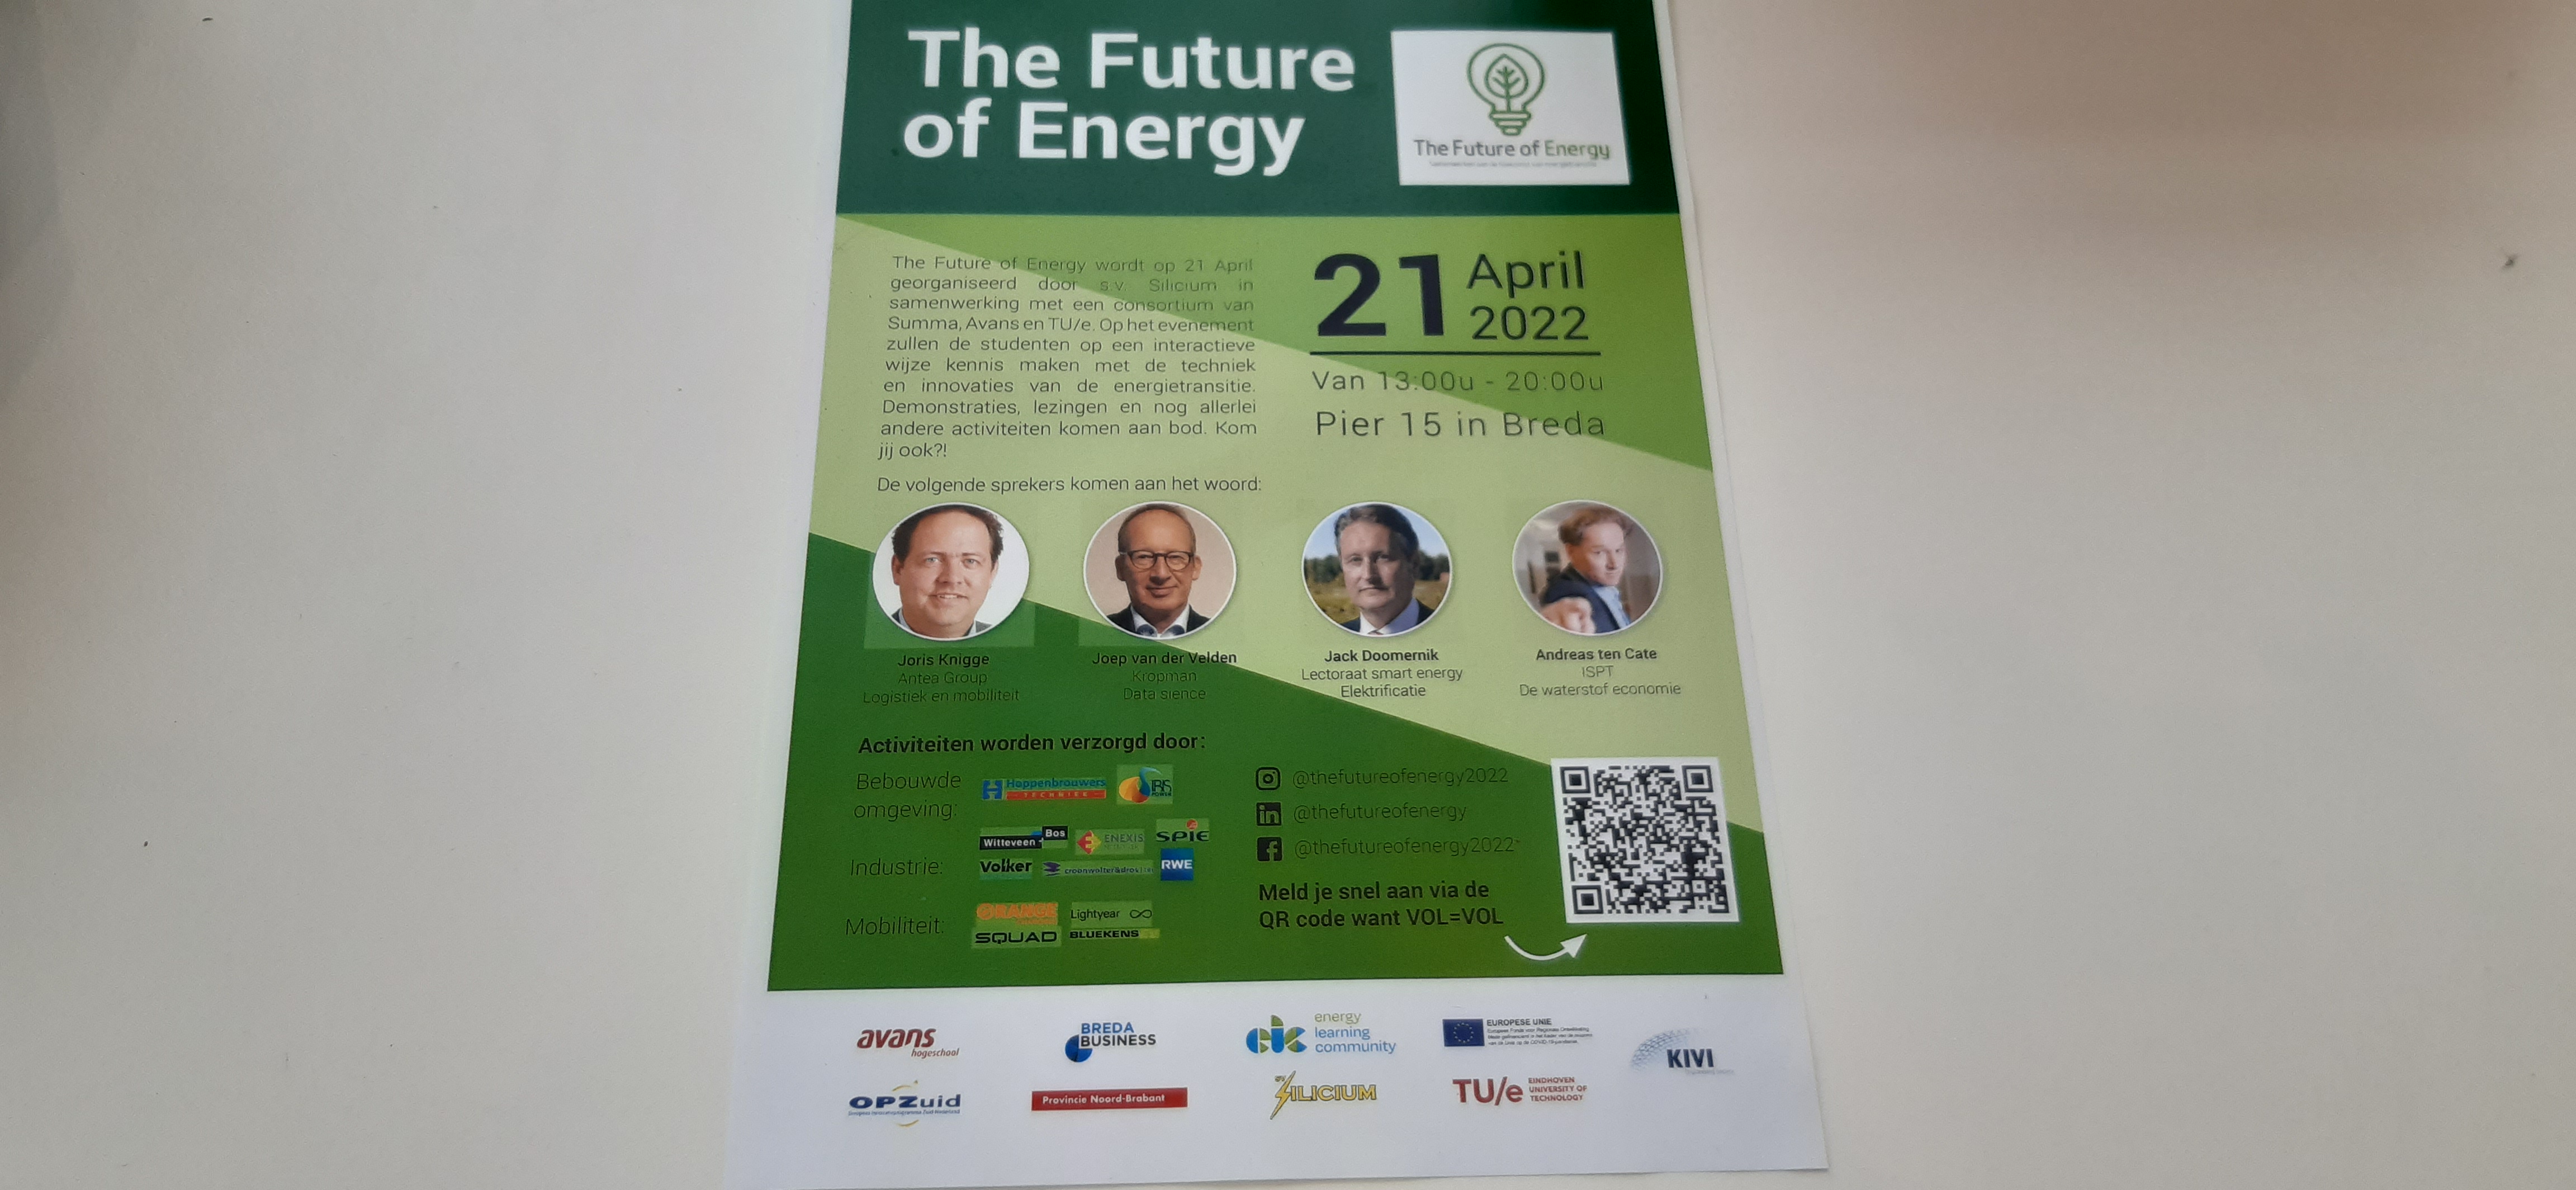 The Future
of Energy
The Future of Energy
The Future of Energy wordt op 21 April
georganiseerd door s.v. Silicium in
samenwerking met een consortium van
Summa, Avans en TU/e. Op het evenement
zullen de studenten op een interactieve
wijze kennis maken met de techniek
en innovaties van de energietransitie.
Demonstraties, lezingen en nog allerlei
andere activiteiten komen aan bod. Kom
jij ook?!
21 April
2022
Van 13:00u - 20:00u
Pier 15 in Breda
De volgende sprekers komen aan het woord:
Joris Knigge
Antea Group
Logistiek en mobiliteit
Joep van der Velden
Kropman
Data sience
Jack Doomernik
Lectoraat smart energy
Elektrificatie
Andreas ten Cate
ISPT
De waterstof economie
Activiteiten worden verzorgd door:
Bebouwde
omgeving:
Hoppenbrouwers
TECHNIEK
IRIS
POWER
Industrie:
Witteveen Bos
ENEXIS
SPIE
Volker
croonwolter&dros
RWE
Mobiliteit:
ORANGE
Lightyear
SQUAD
BLUEKENS
@thefutureofenergy2022
@thefutureofenergy
@thefutureofenergy2022
Meld je snel aan via de
QR code want VOL=VOL
avans
hogeschool
BREDA
BUSINESS
elc
energy
learning
community
EUROPESE UNIE
KIVI
OPZuid
Provincie Noord-Brabant
SILICIUM
TU/e
EINDHOVEN
UNIVERSITY OF
TECHNOLOGY